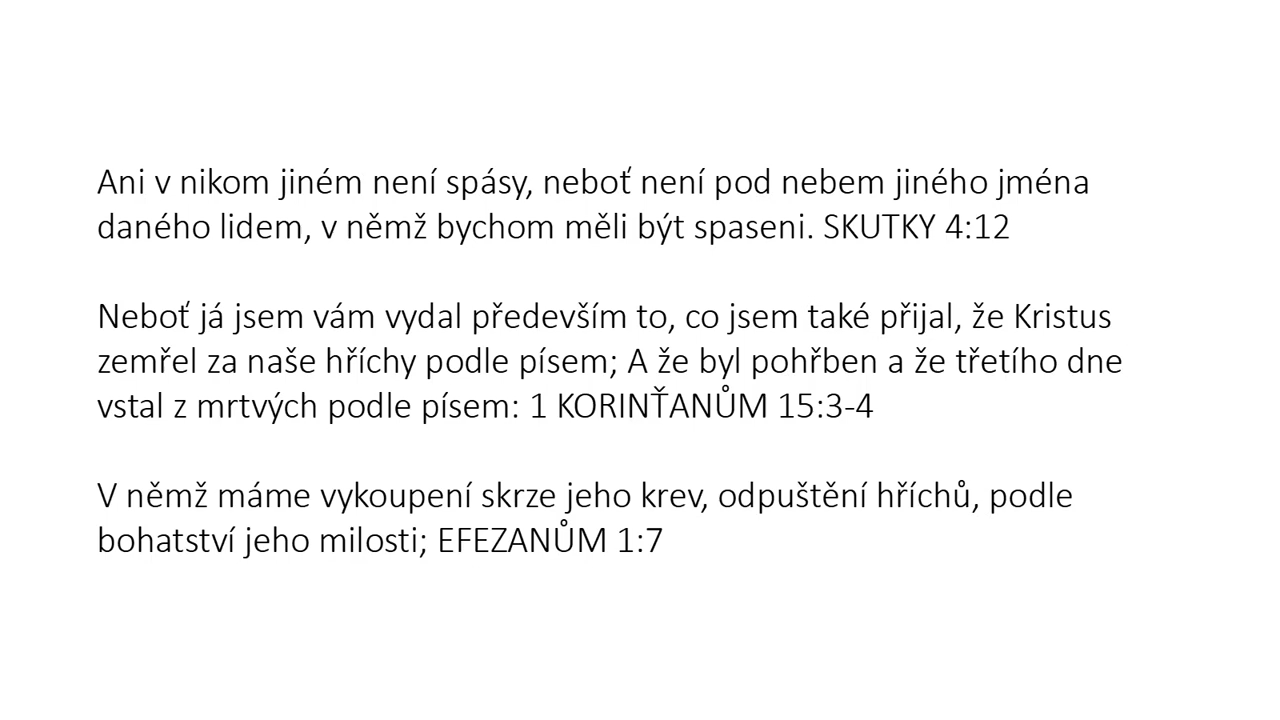 Ani v nikom jiném není spásy, neboť není pod nebem jiného jména
daného lidem, v němž bychom měli být spaseni. SKUTKY 4:12
Neboť já jsem vám vydal především to, co jsem také přijal, že Kristus
zemřel za naše hříchy podle písem; A že byl pohřben a že třetího dne
vstal z mrtvých podle písem: 1 KORINŤANŮM 15:3-4
V němž máme vykoupení skrze jeho krev, odpuštění hříchů, podle
bohatství jeho milosti; EFEZANŮM 1:7